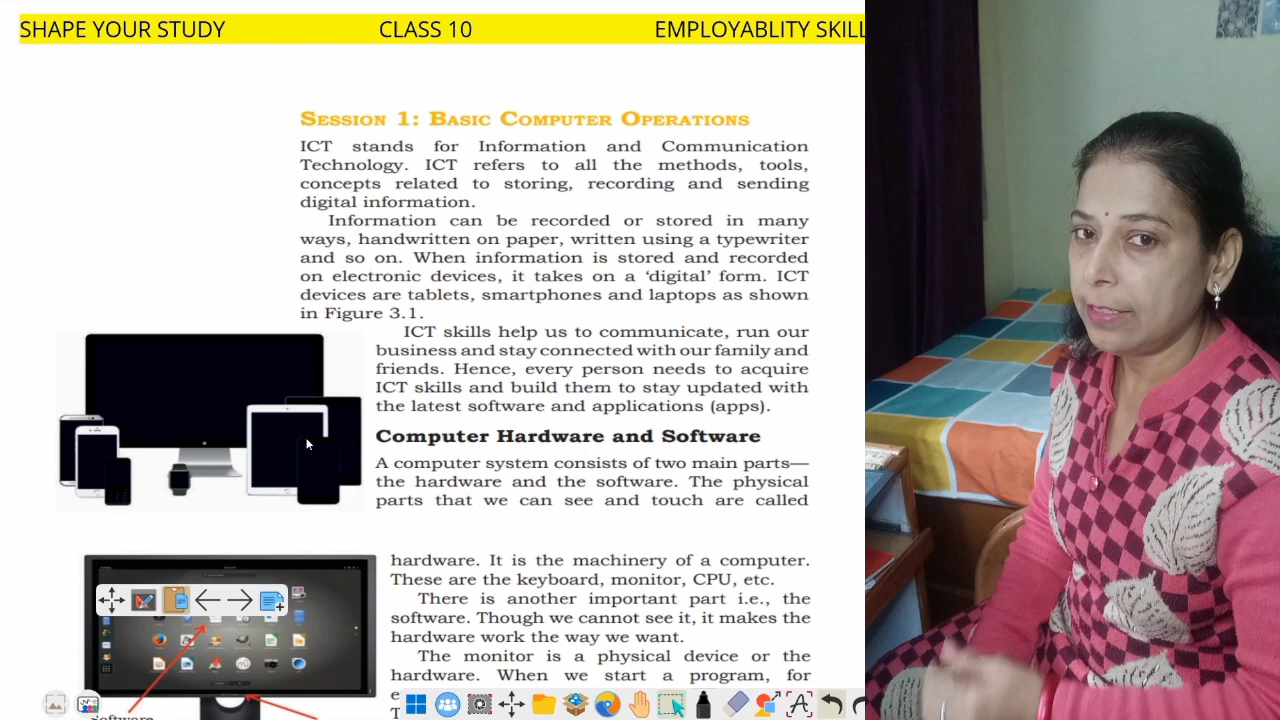 SHAPE YOUR STUDY CLASS 10 EMPLOYABLITY SKILL
SESSION 1: BASIC COMPUTER OPERATIONS
ICT stands for Information and Communication
Technology. ICT refers to all the methods, tools,
concepts related to storing, recording and sending
digital information.
Information can be recorded or stored in many
ways, handwritten on paper, written using a typewriter
and so on. When information is stored and recorded
on electronic devices, it takes on a ‘digital’ form. ICT
devices are tablets, smartphones and laptops as shown
in Figure 3.1.
ICT skills help us to communicate, run our
business and stay connected with our family and
friends. Hence, every person needs to acquire
ICT skills and build them to stay updated with
the latest software and applications (apps).
Computer Hardware and Software
A computer system consists of two main parts—
the hardware and the software. The physical
parts that we can see and touch are called
hardware. It is the machinery of a computer.
These are the keyboard, monitor, CPU, etc.
There is another important part i.e., the
software. Though we cannot see it, it makes the
hardware work the way we want.
The monitor is a physical device or the
hardware. When we start a program, for
Software